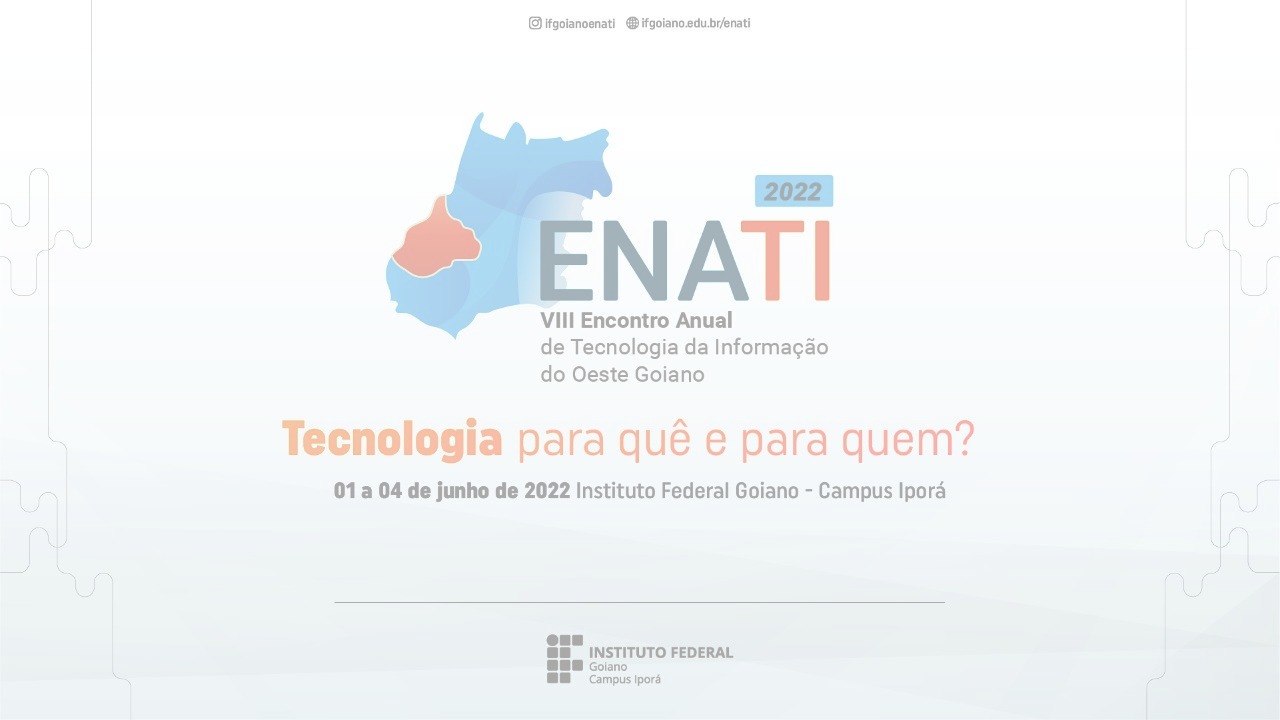 ifgoianoenati ifgoiano.edu.br/enati
2022
ENATI
VIII Encontro Anual
de Tecnologia da Informação
do Oeste Goiano
Tecnologia para quê e para quem?
01 a 04 de junho de 2022 Instituto Federal Goiano - Campus Iporá
INSTITUTO FEDERAL
Goiano
Campus Iporá